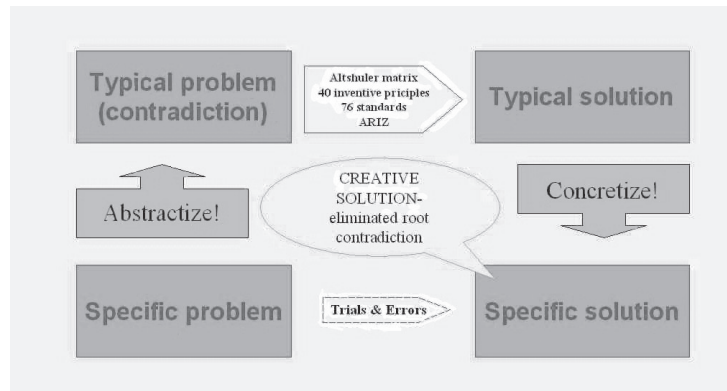 Typical problem
(contradiction)
Altshuler matrix
40 inventive priciples
76 standards
ARIZ
Typical solution
Abstractize!
CREATIVE
SOLUTION-
eliminated root
contradiction
Concretize!
Specific problem
Trials & Errors
Specific solution